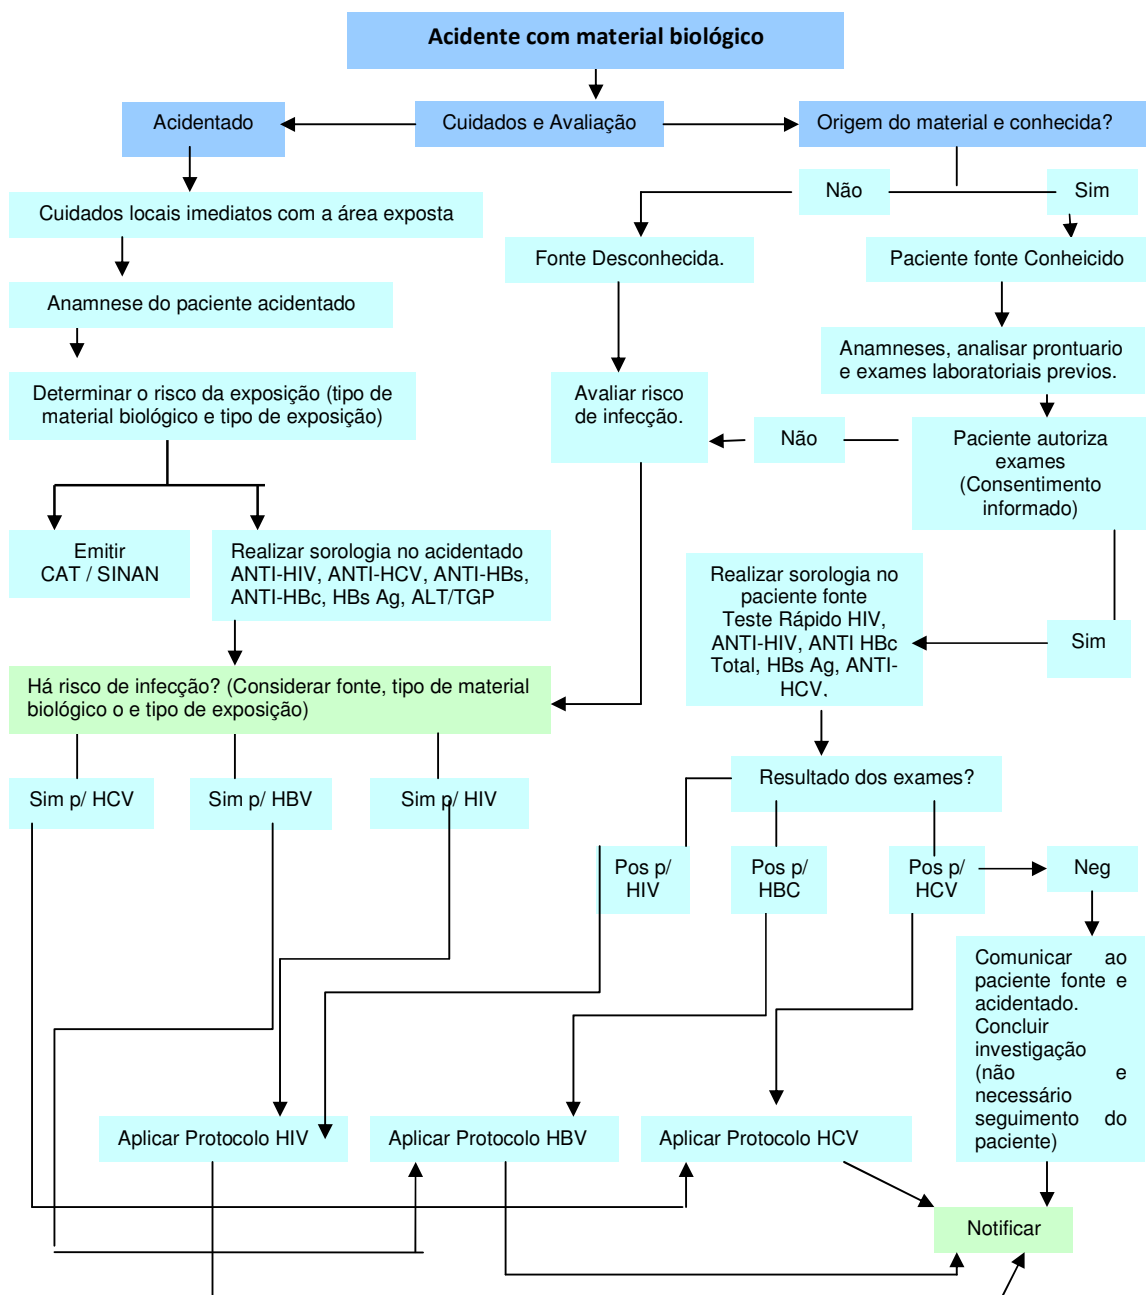 Acidente com material biológico
Acidentado
Cuidados e Avaliação
Origem do material e conhecida?
Não
Sim
Cuidados locais imediatos com a área exposta
Fonte Desconhecida.
Paciente fonte Conheicido
Anamnese do paciente acidentado
Anamneses, analisar prontuario
e exames laboratoriais previos.
Determinar o risco da exposição (tipo de
material biológico e tipo de exposição)
Avaliar risco
de infecção.
Não
Paciente autoriza
exames
(Consentimento
informado)
Emitir
CAT / SINAN
Realizar sorologia no acidentado
ANTI-HIV, ANTI-HCV, ANTI-HBs,
ANTI-HBc, HBs Ag, ALT/TGP
Realizar sorologia no
paciente fonte
Teste Rápido HIV,
ANTI-HIV, ANTI HBc
Total, HBs Ag, ANTI-
HCV.
Sim
Há risco de infecção? (Considerar fonte, tipo de material
biológico o e tipo de exposição)
Sim p/ HCV
Sim p/ HBV
Sim p/ HIV
Resultado dos exames?
Pos p/
HIV
Pos p/
HBC
Pos p/
HCV
Neg
Comunicar ao
paciente fonte e
acidentado.
Concluir
investigação
(não e
necessário
seguimento do
paciente)
Aplicar Protocolo HIV
Aplicar Protocolo HBV
Aplicar Protocolo HCV
Notificar